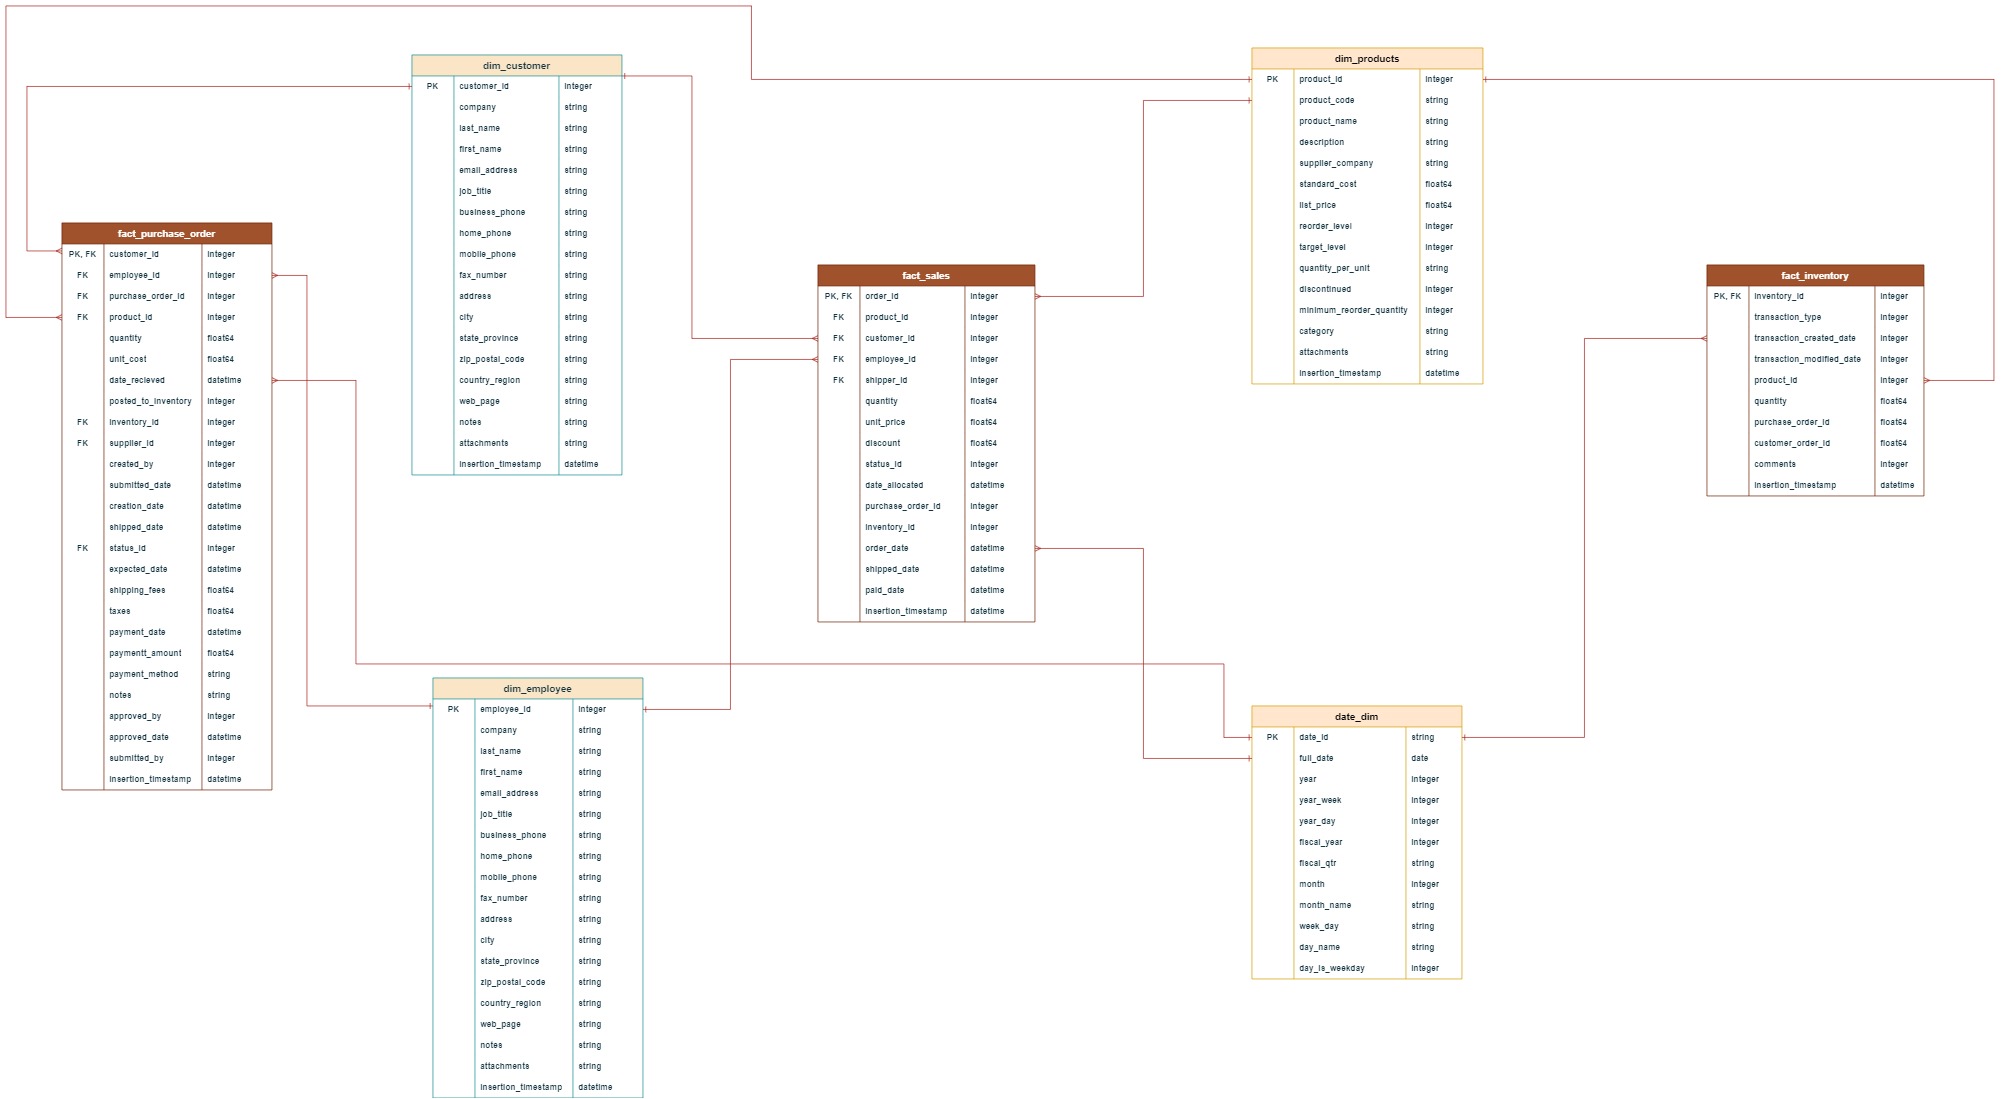 dim_customer
PK customer_id integer
company string
last_name string
first_name string
email_address string
job_title string
business_phone string
home_phone string
mobile_phone string
fax_number string
address string
city string
state_province string
zip_postal_code string
country_region string
web_page string
notes string
attachments string
insertion_timestamp datetime
dim_products
PK product_id integer
product_code string
product_name string
description string
supplier_company string
standard_cost float64
list_price float64
reorder_level integer
target_level integer
quantity_per_unit string
discontinued integer
minimum_reorder_quantity integer
category string
attachments string
insertion_timestamp datetime
fact_purchase_order
PK, FK customer_id integer
FK employee_id integer
FK purchase_order_id integer
FK product_id integer
quantity float64
unit_cost float64
date_recieved datetime
posted_to_inventory integer
FK inventory_id integer
FK supplier_id integer
created_by integer
submitted_date datetime
creation_date datetime
shipped_date datetime
FK status_id integer
expected_date datetime
shipping_fees float64
taxes float64
payment_date datetime
paymentt_amount float64
payment_method string
notes string
approved_by integer
approved_date datetime
submitted_by integer
insertion_timestamp datetime
fact_sales
PK, FK order_id integer
FK product_id integer
FK customer_id integer
FK employee_id integer
FK shipper_id integer
quantity float64
unit_price float64
discount float64
status_id integer
date_allocated datetime
purchase_order_id integer
inventory_id integer
order_date datetime
shipped_date datetime
paid_date datetime
insertion_timestamp datetime
fact_inventory
PK, FK inventory_id integer
transaction_type integer
transaction_created_date integer
transaction_modified_date integer
product_id integer
quantity float64
purchase_order_id float64
customer_order_id float64
comments integer
insertion_timestamp datetime
dim_employee
PK employee_id integer
company string
last_name string
first_name string
email_address string
job_title string
business_phone string
home_phone string
mobile_phone string
fax_number string
address string
city string
state_province string
zip_postal_code string
country_region string
web_page string
notes string
attachments string
insertion_timestamp datetime
date_dim
PK date_id string
full_date date
year integer
year_week integer
year_day integer
fiscal_year integer
fiscal_qtr string
month integer
month_name string
week_day string
day_name string
day_is_weekday integer